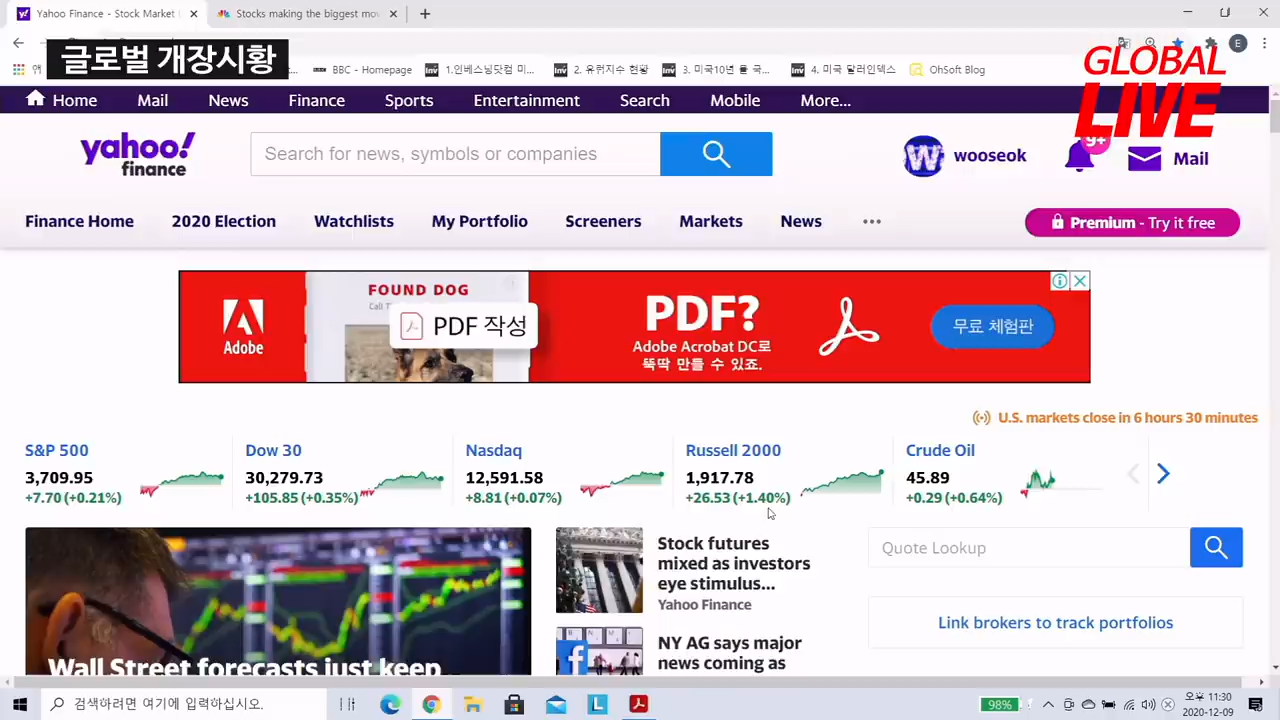 Yahoo Finance - Stock Market
Stocks making the biggest mo
글로벌 개장시황
BBC - Homepage
1.인베스팅닷컴 미...
2. 유럽지수 현황
3. 미국10년 물 국...
4. 미국 달러인덱스
OhSoft Blog
GLOBAL
LIVE
Home
Mail
News
Finance
Sports
Entertainment
Search
Mobile
More...
yahoo!
finance
Search for news, symbols or companies
W
wooseok
9+
Mail
Finance Home
2020 Election
Watchlists
My Portfolio
Screeners
Markets
News
Premium - Try it free
Adobe
FOUND DOG
PDF 작성
PDF?
Adobe Acrobat DC로
뚝딱 만들 수 있죠.
무료 체험판
U.S. markets close in 6 hours 30 minutes
S&P 500
3,709.95
+7.70 (+0.21%)
Dow 30
30,279.73
+105.85 (+0.35%)
Nasdaq
12,591.58
+8.81 (+0.07%)
Russell 2000
1,917.78
+26.53 (+1.40%)
Crude Oil
45.89
+0.29 (+0.64%)
Wall Street forecasts just keep
Stock futures
mixed as investors
eye stimulus...
Yahoo Finance
NY AG says major
news coming as
Quote Lookup
Link brokers to track portfolios
검색하려면 여기에 입력하십시오.
98%
오후 11:30
2020-12-09